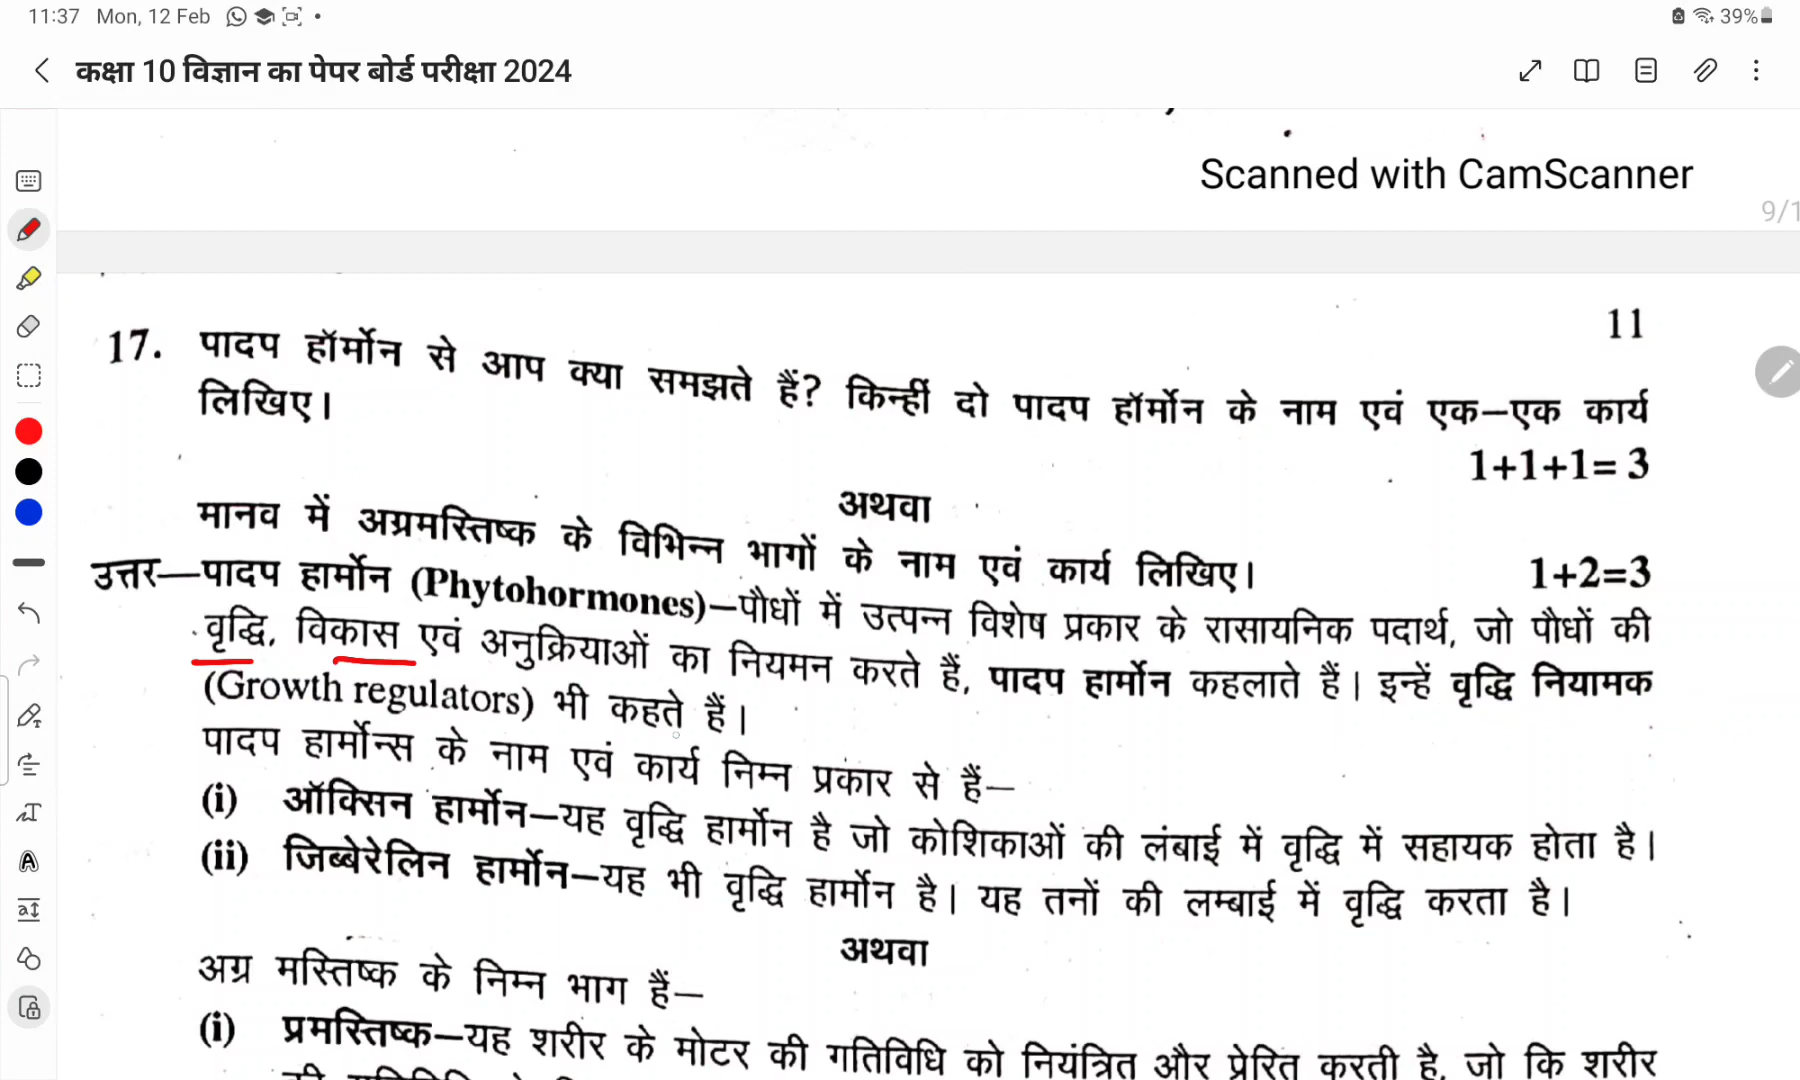 11:37 Mon, 12 Feb 39%
कक्षा 10 विज्ञान का पेपर बोर्ड परीक्षा 2024
Scanned with CamScanner
9/1
11
17. पादप हॉर्मोन से आप क्या समझते हैं? किन्हीं दो पादप हॉर्मोन के नाम एवं एक–एक कार्य
लिखिए।
1+1+1= 3
अथवा
मानव में अग्रमस्तिष्क के विभिन्न भागों के नाम एवं कार्य लिखिए। 1+2=3
उत्तर—पादप हार्मोन (Phytohormones)–पौधों में उत्पन्न विशेष प्रकार के रासायनिक पदार्थ, जो पौधों की
वृद्धि, विकास एवं अनुक्रियाओं का नियमन करते हैं, पादप हार्मोन कहलाते हैं। इन्हें वृद्धि नियामक
(Growth regulators) भी कहते हैं।
पादप हार्मोन्स के नाम एवं कार्य निम्न प्रकार से हैं—
(i) ऑक्सिन हार्मोन–यह वृद्धि हार्मोन है जो कोशिकाओं की लंबाई में वृद्धि में सहायक होता है।
(ii) जिब्बेरेलिन हार्मोन–यह भी वृद्धि हार्मोन है। यह तनों की लम्बाई में वृद्धि करता है।
अथवा
अग्र मस्तिष्क के निम्न भाग हैं—
(i) प्रमस्तिष्क–यह शरीर के मोटर की गतिविधि को नियंत्रित और प्रेरित करती है, जो कि शरीर